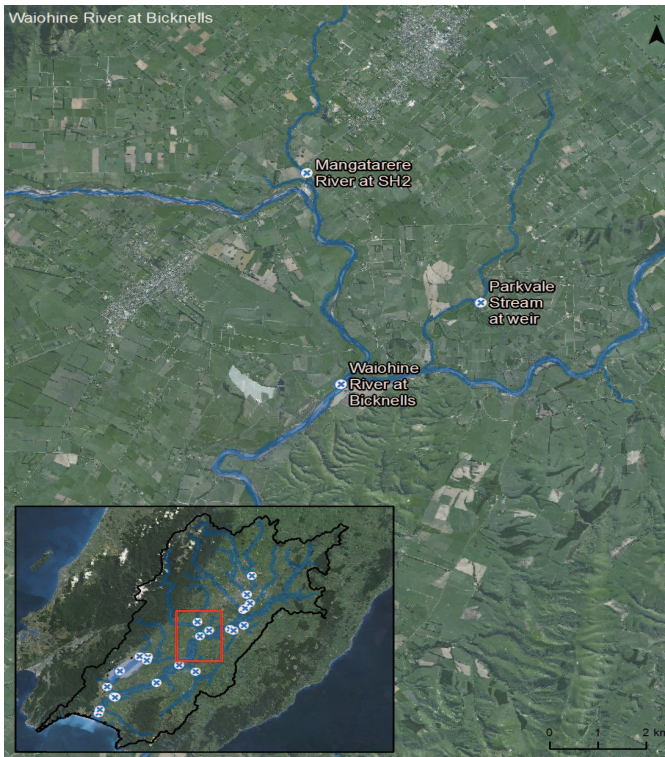 Waiohine River at Bicknells
N
Mangatarere
River at SH2
Parkvale
Stream
at weir
Waiohine
River at
Bicknells
0 1 2 km